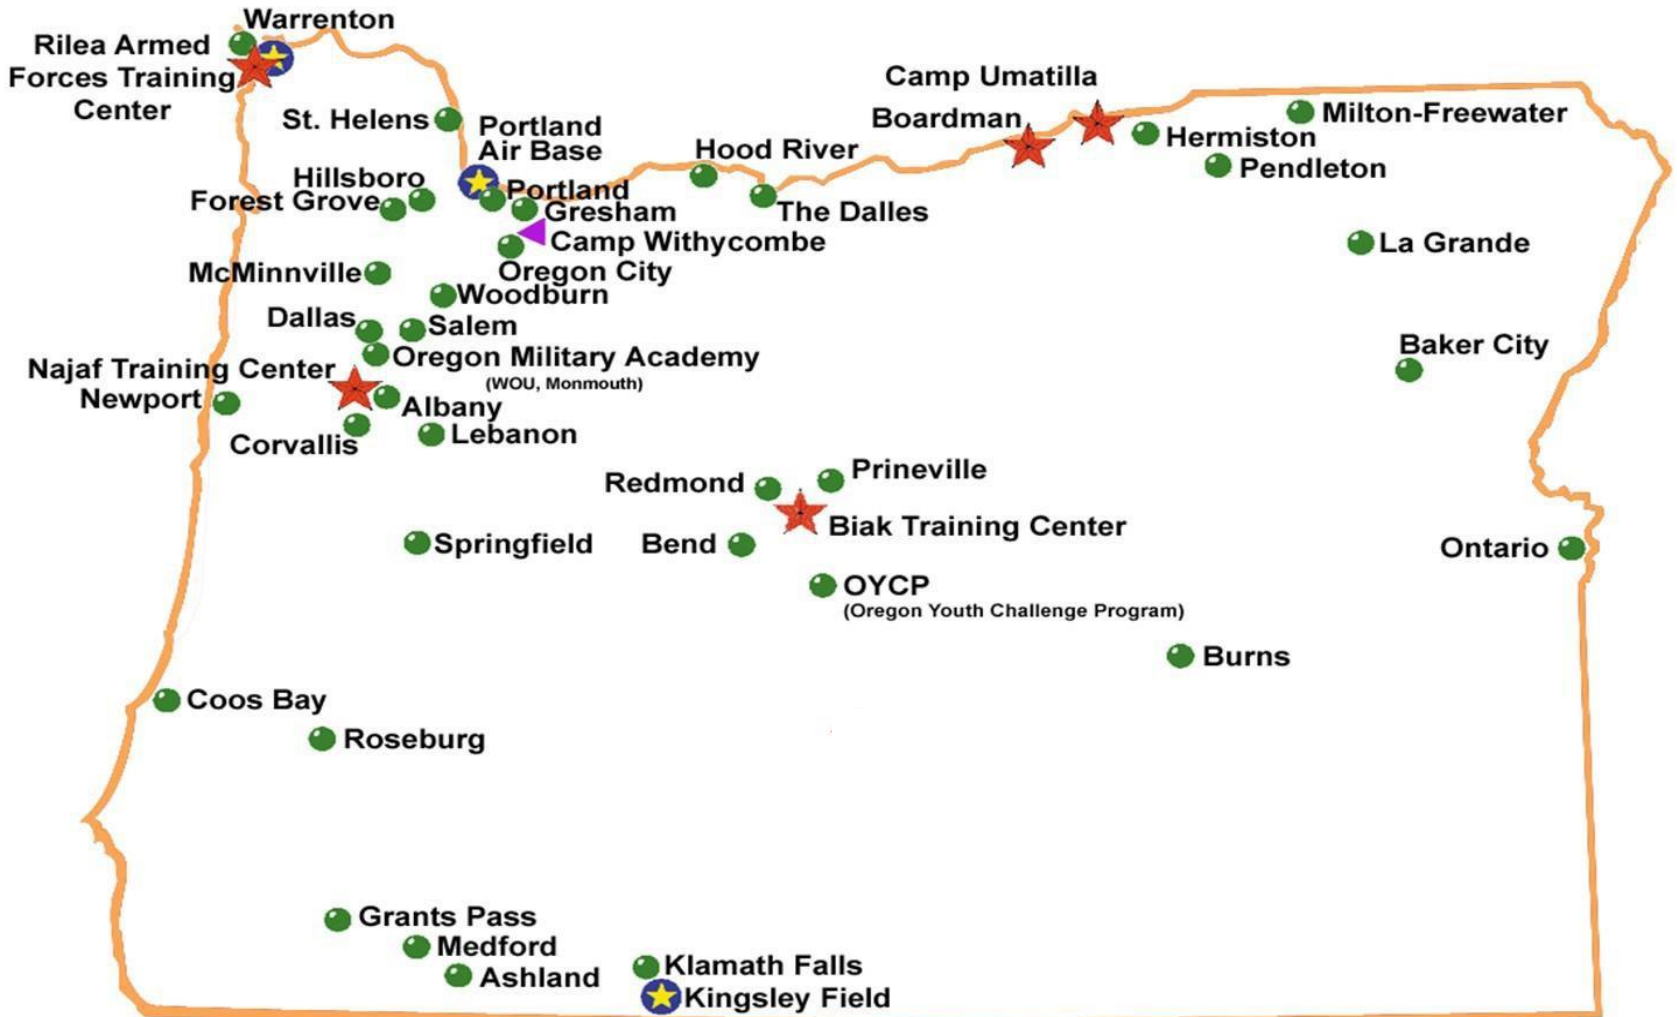 Warrenton
Rilea Armed
Forces Training
Center
Camp Umatilla
St. Helens
Portland
Air Base
Boardman
Milton-Freewater
Hermiston
Hood River
Pendleton
Hillsboro
Portland
Forest Grove
Gresham
The Dalles
Camp Withycombe
La Grande
Oregon City
McMinnville
Woodburn
Dallas
Salem
Baker City
Oregon Military Academy
(WOU, Monmouth)
Najaf Training Center
Newport
Albany
Corvallis
Lebanon
Redmond
Prineville
Biak Training Center
Springfield
Bend
Ontario
OYCP
(Oregon Youth Challenge Program)
Burns
Coos Bay
Roseburg
Grants Pass
Medford
Ashland
Klamath Falls
Kingsley Field